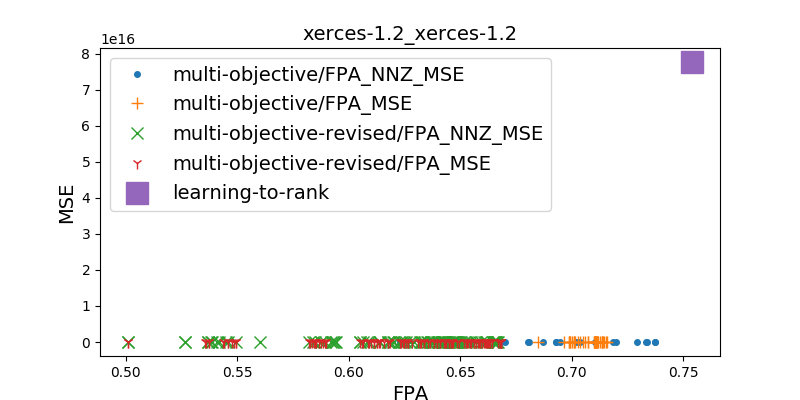 xerces-1.2_xerces-1.2
1e16
8
7
6
5
4
3
2
1
0
MSE
multi-objective/FPA_NNZ_MSE
multi-objective/FPA_MSE
multi-objective-revised/FPA_NNZ_MSE
multi-objective-revised/FPA_MSE
learning-to-rank
0.50 0.55 0.60 0.65 0.70 0.75
FPA